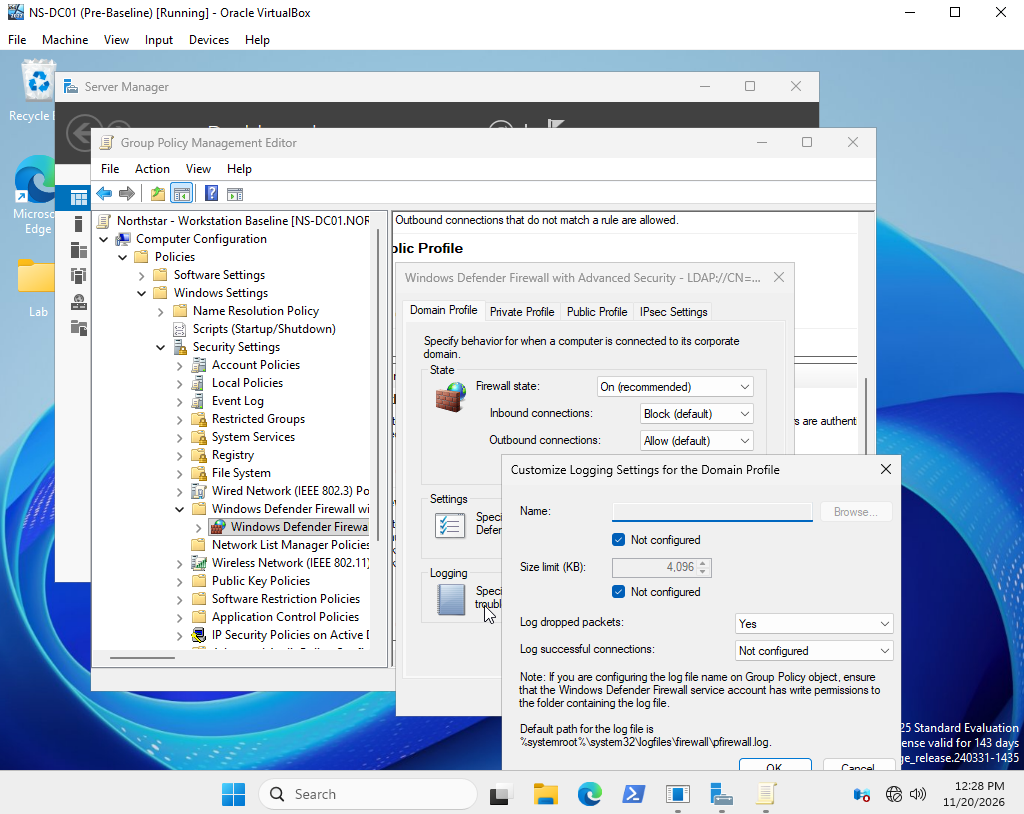 NS-DC01 (Pre-Baseline) [Running] - Oracle VirtualBox
File Machine View Input Devices Help
Recycle
Microso
Edge
Lab
Server Manager
Group Policy Management Editor
File Action View Help
Northstar - Workstation Baseline [NS-DC01.NOR
Computer Configuration
Policies
Software Settings
Windows Settings
Name Resolution Policy
Scripts (Startup/Shutdown)
Security Settings
Account Policies
Local Policies
Event Log
Restricted Groups
System Services
Registry
File System
Wired Network (IEEE 802.3) Po
Windows Defender Firewall wi
Windows Defender Firewa
Network List Manager Policies
Wireless Network (IEEE 802.11)
Public Key Policies
Software Restriction Policies
Application Control Policies
IP Security Policies on Active D
Outbound connections that do not match a rule are allowed.
blic Profile
s are authenti
Windows Defender Firewall with Advanced Security - LDAP://CN=...
Domain Profile Private Profile Public Profile IPsec Settings
Specify behavior for when a computer is connected to its corporate
domain.
State
Firewall state: On (recommended)
Inbound connections: Block (default)
Outbound connections: Allow (default)
Settings
Speci
Defen
Logging
Speci
troubl
Customize Logging Settings for the Domain Profile
Name: Browse...
Not configured
Size limit (KB): 4,096
Not configured
Log dropped packets: Yes
Log successful connections: Not configured
Note: If you are configuring the log file name on Group Policy object, ensure
that the Windows Defender Firewall service account has write permissions to
the folder containing the log file.
Default path for the log file is
%systemroot%\system32\logfiles\firewall\pfirewall.log.
OK Cancel
25 Standard Evaluation
ense valid for 143 days
ge_release.240331-1435
Search
12:28 PM
11/20/2026